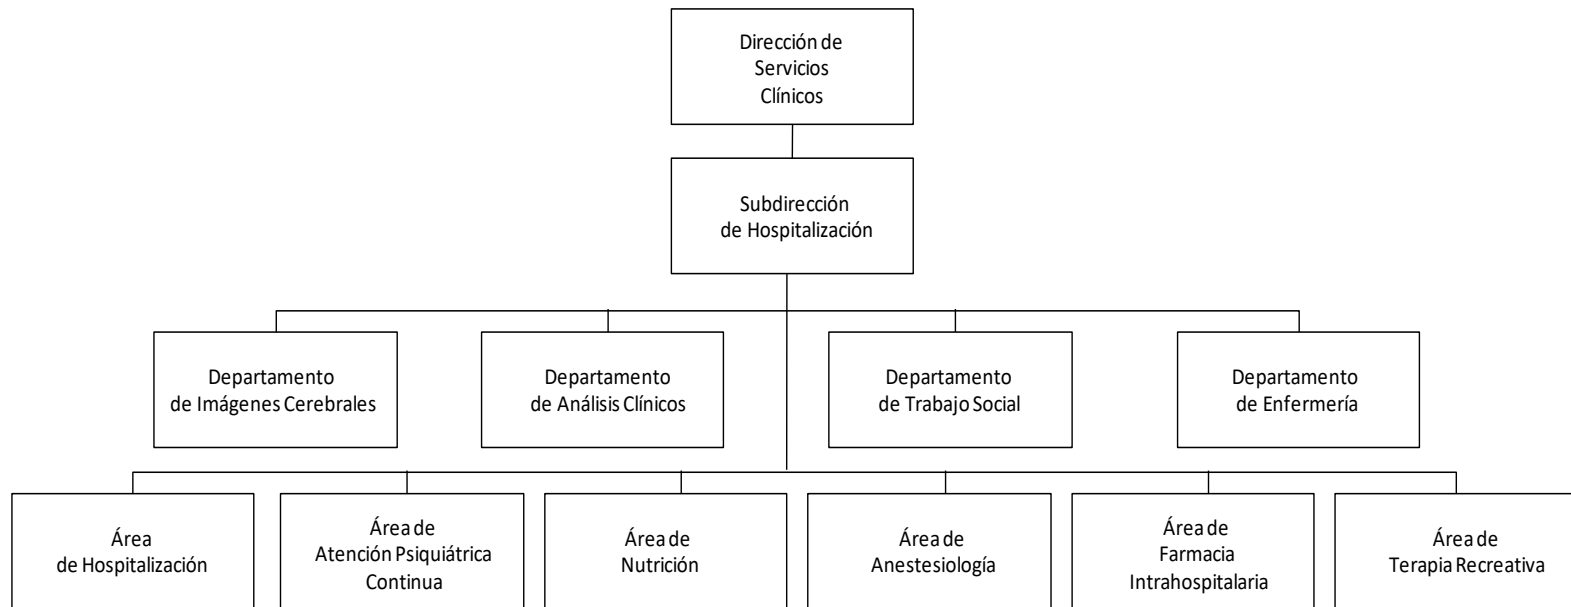 Dirección de
Servicios
Clínicos
Subdirección
de Hospitalización
Departamento
de Imágenes Cerebrales
Departamento
de Análisis Clínicos
Departamento
de Trabajo Social
Departamento
de Enfermería
Área
de Hospitalización
Área de
Atención Psiquiátrica
Continua
Área de
Nutrición
Área de
Anestesiología
Área de
Farmacia
Intrahospitalaria
Área de
Terapia Recreativa